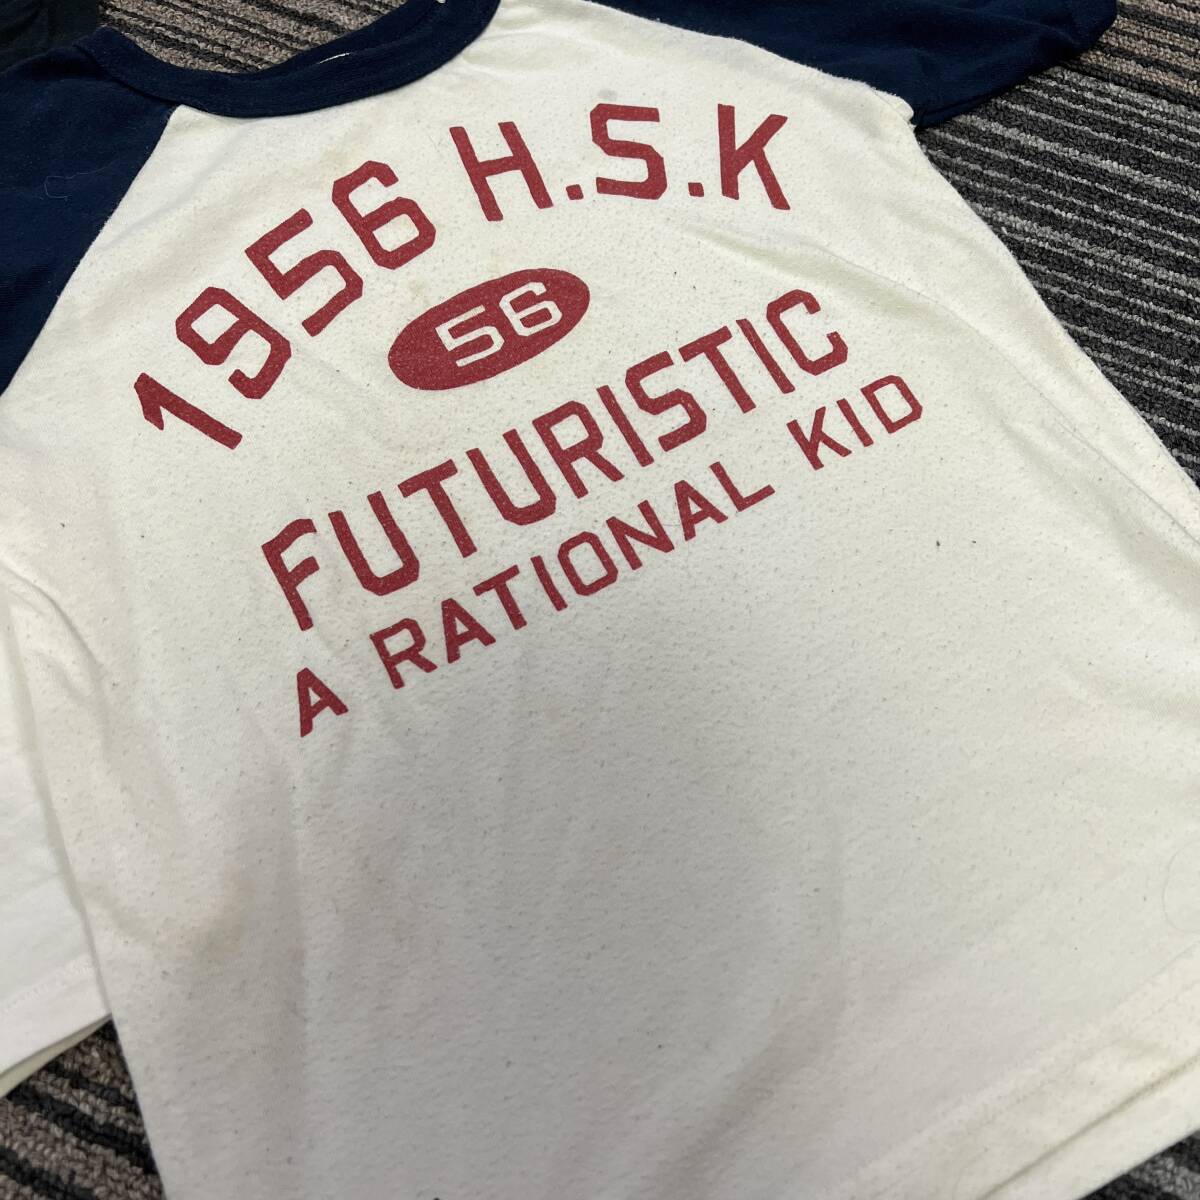 1956 H.S.K
56
FUTURISTIC
A RATIONAL KID